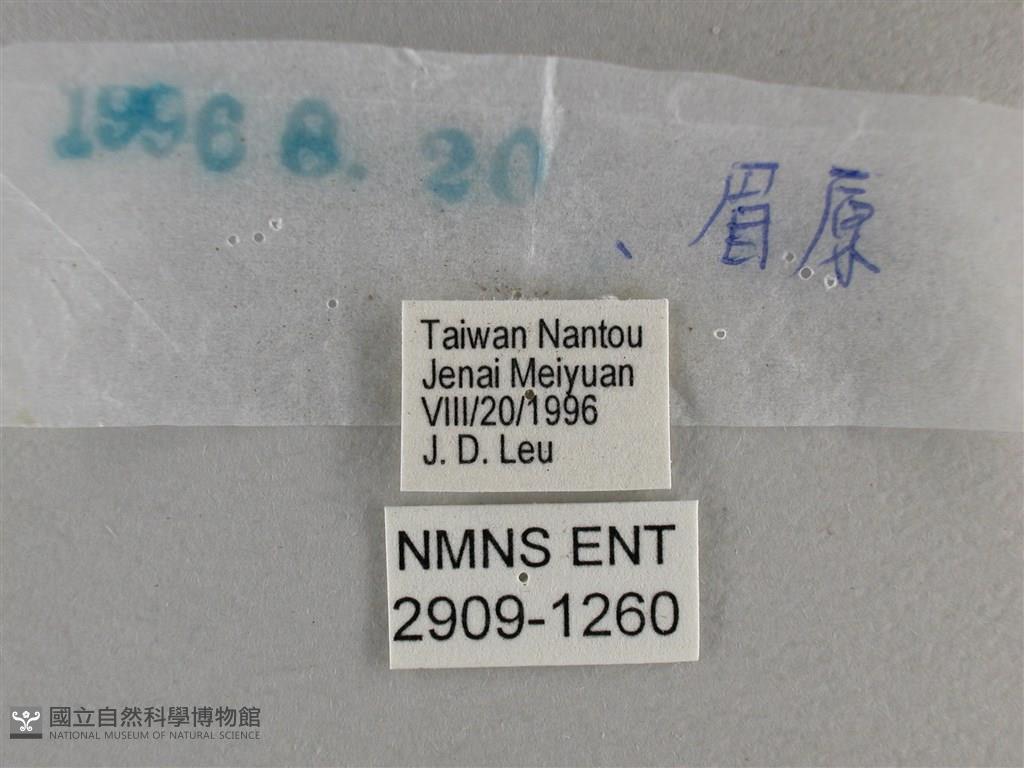 1996 8. 20
、眉原
Taiwan Nantou
Jenai Meiyuan
VIII/20/1996
J. D. Leu
NMNS ENT
2909-1260
國立自然科學博物館
NATIONAL MUSEUM OF NATURAL SCIENCE